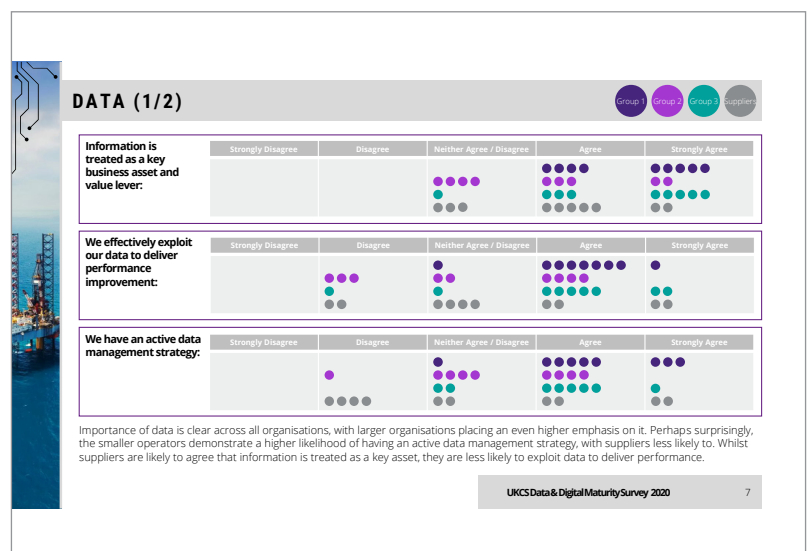 DATA (1/2)
Group 1 Group 2 Group 3 Suppliers
Information is
treated as a key
business asset and
value lever:
Strongly Disagree Disagree Neither Agree / Disagree Agree Strongly Agree
We effectively exploit
our data to deliver
performance
improvement:
Strongly Disagree Disagree Neither Agree / Disagree Agree Strongly Agree
We have an active data
management strategy:
Strongly Disagree Disagree Neither Agree / Disagree Agree Strongly Agree
Importance of data is clear across all organisations, with larger organisations placing an even higher emphasis on it. Perhaps surprisingly,
the smaller operators demonstrate a higher likelihood of having an active data management strategy, with suppliers less likely to. Whilst
suppliers are likely to agree that information is treated as a key asset, they are less likely to exploit data to deliver performance.
UKCS Data & Digital Maturity Survey 2020 7